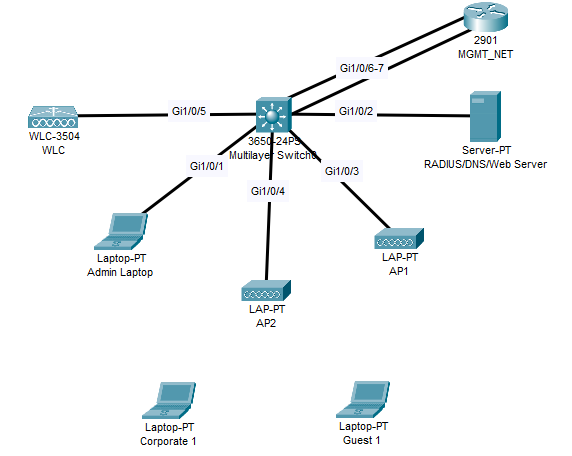 2901
MGMT_NET
Gi1/0/6-7
Gi1/0/5
Gi1/0/2
WLC-3504
WLC
3650-24PS
Multilayer Switch0
Server-PT
RADIUS/DNS/Web Server
Gi1/0/1
Gi1/0/3
Gi1/0/4
Laptop-PT
Admin Laptop
LAP-PT
AP1
LAP-PT
AP2
Laptop-PT
Corporate 1
Laptop-PT
Guest 1